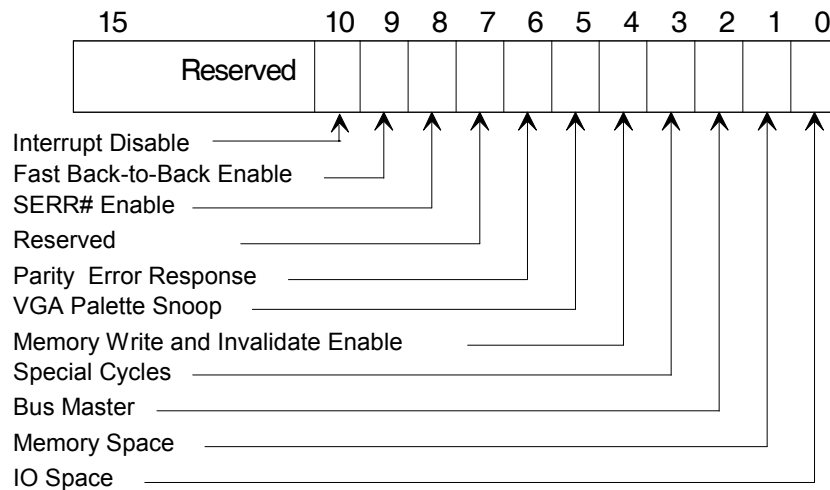 15 10 9 8 7 6 5 4 3 2 1 0
Reserved
Interrupt Disable
Fast Back-to-Back Enable
SERR# Enable
Reserved
Parity Error Response
VGA Palette Snoop
Memory Write and Invalidate Enable
Special Cycles
Bus Master
Memory Space
IO Space